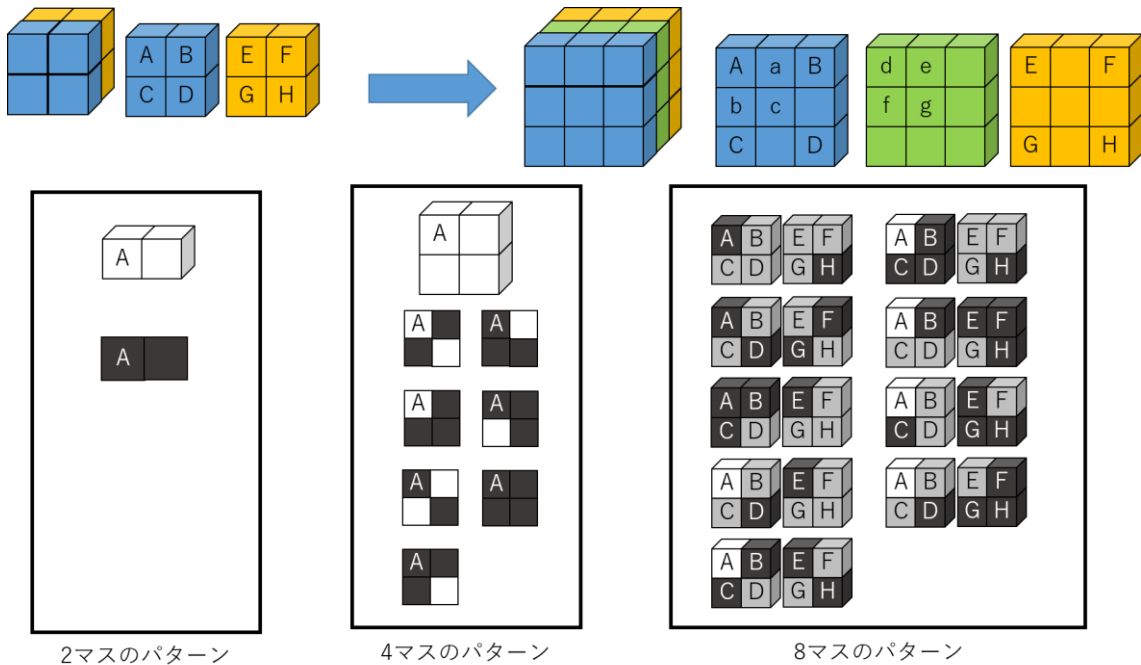 A B
C D
E F
G H
A a B
b c
C D
d e
f g
E F
G H
A
A
A
A A
A A
A A
A
A B E F
C D G H
A B E F
C D G H
A B E F
C D G H
A B E F
C D G H
A B E F
C D G H
A B E F
C D G H
A B E F
C D G H
A B E F
C D G H
A B E F
C D G H
2マスのパターン
4マスのパターン
8マスのパターン